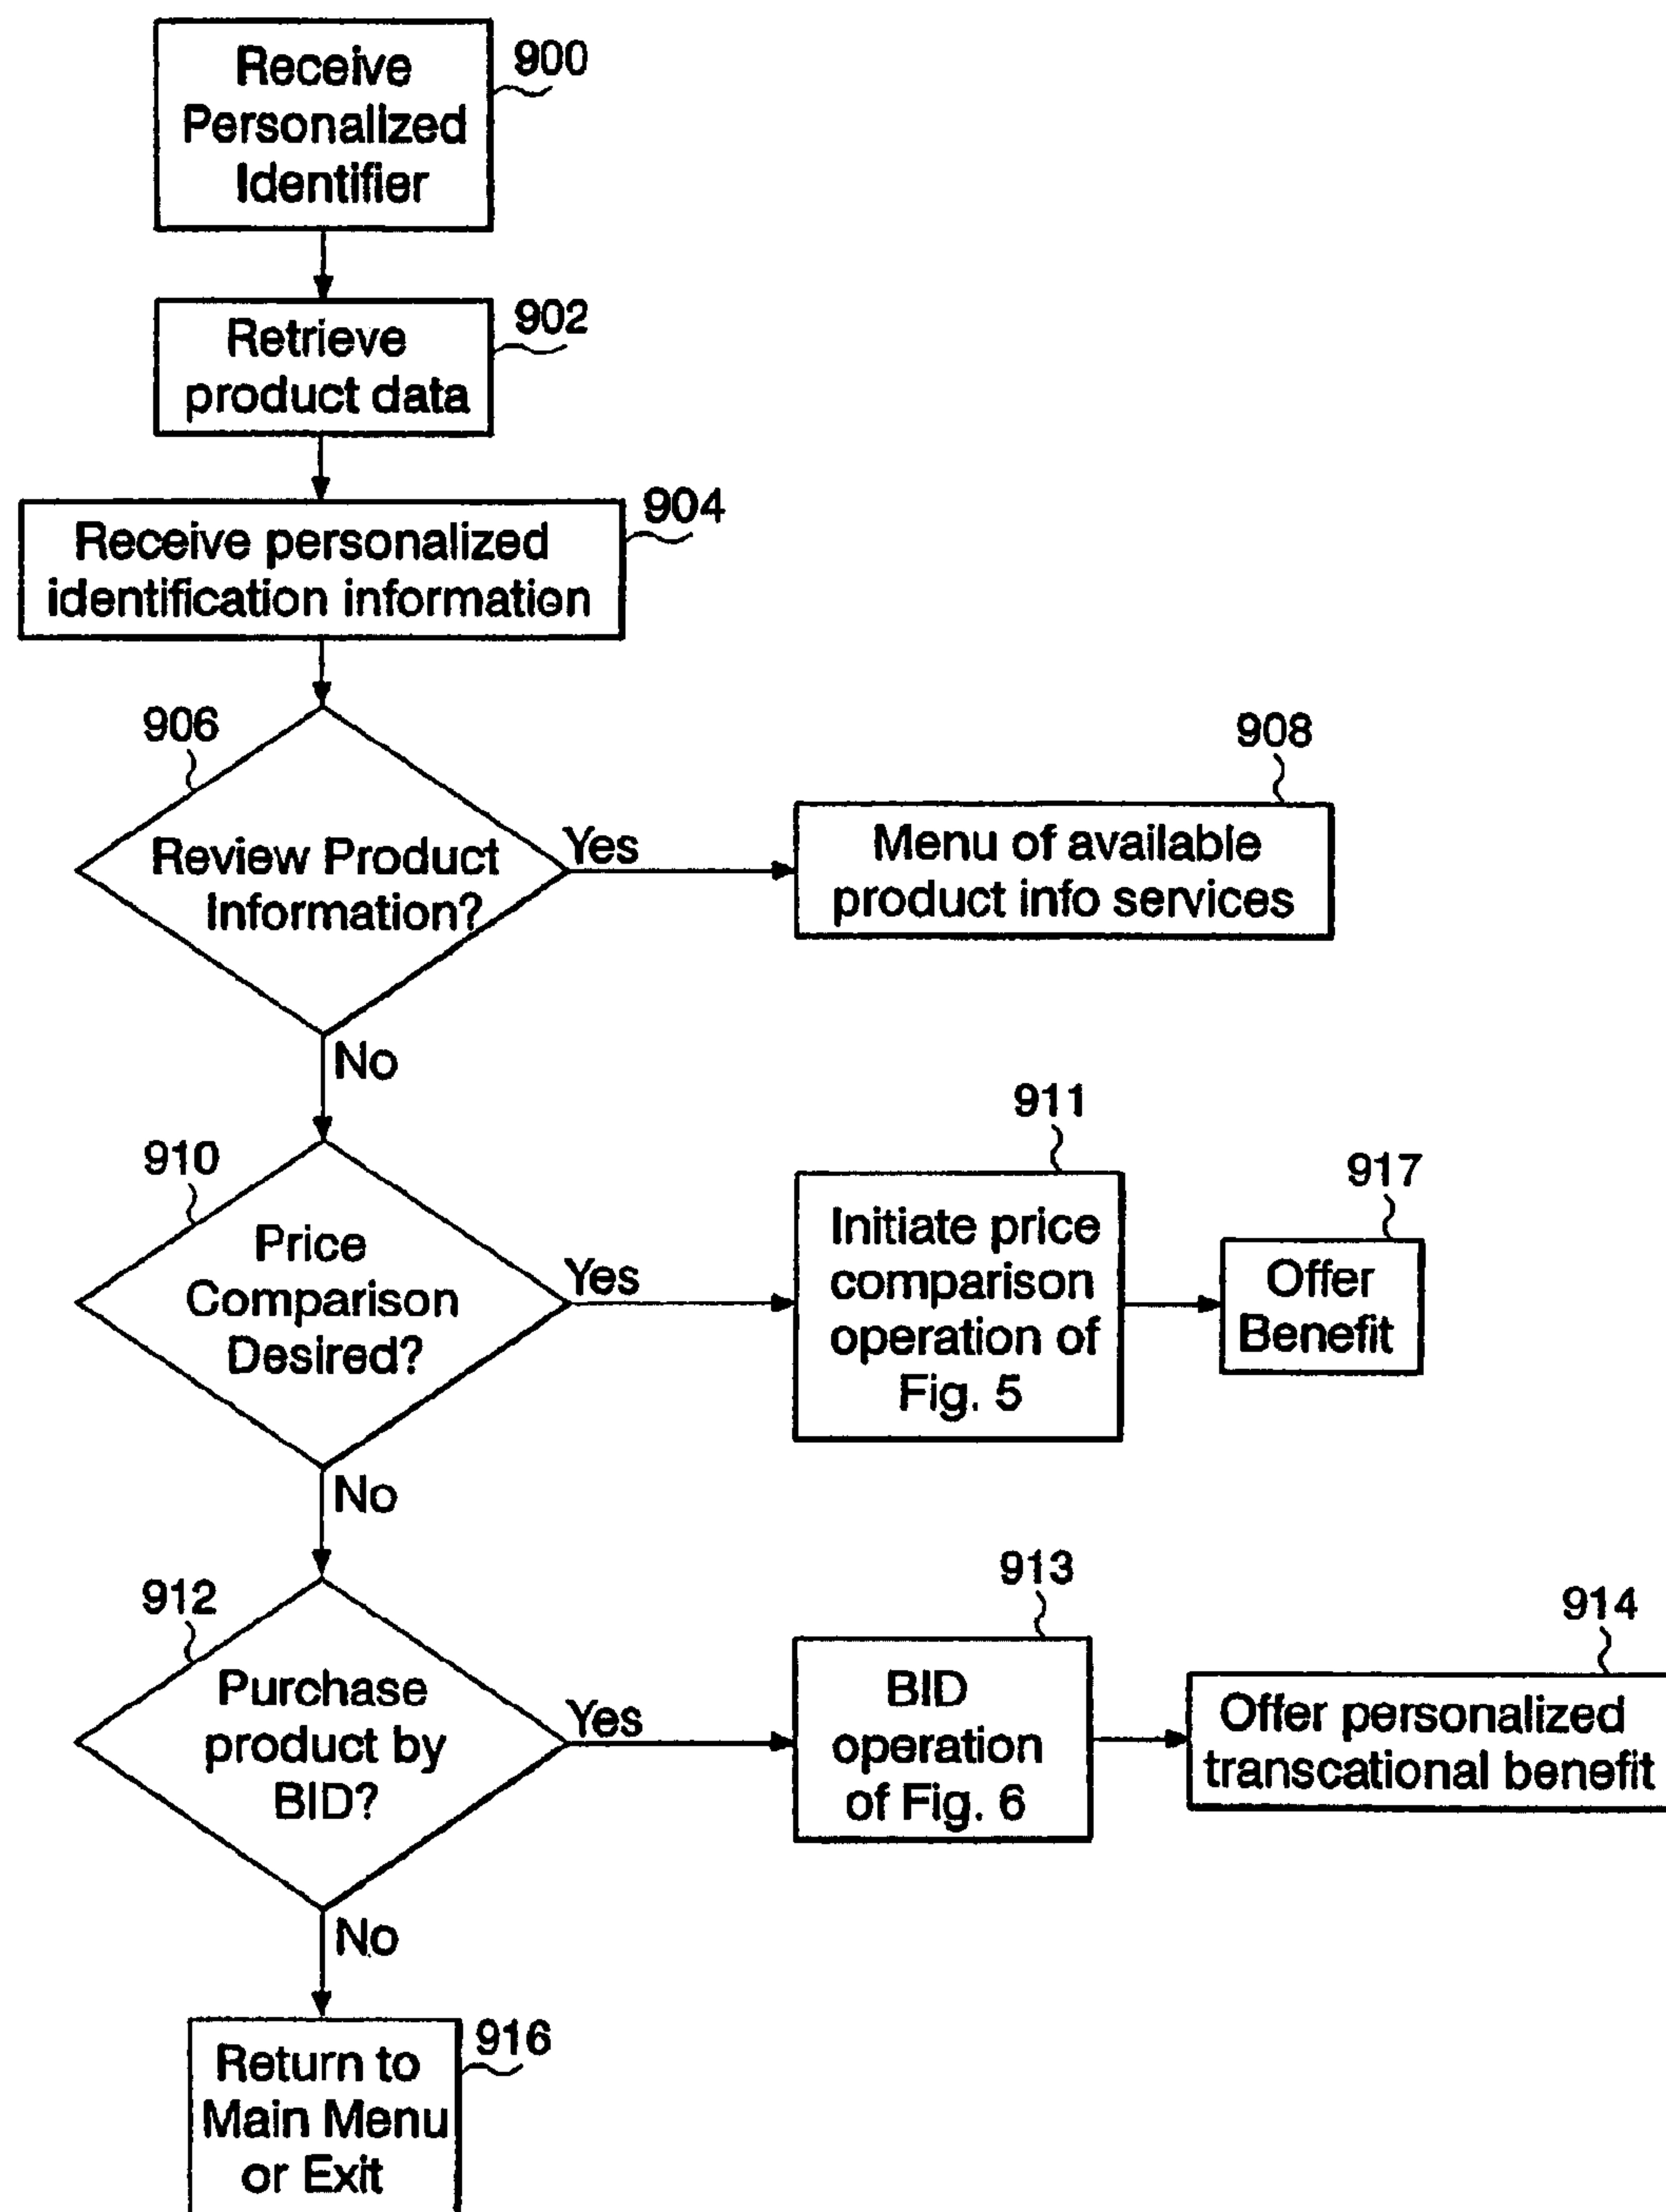 Receive
Personalized
Identifier
900
Retrieve
product data
902
Receive personalized
identification information
904
906
Review Product
Information?
Yes
908
Menu of available
product info services
No
910
Price
Comparison
Desired?
Yes
911
Initiate price
comparison
operation of
Fig. 5
917
Offer
Benefit
No
912
Purchase
product by
BID?
Yes
913
BID
operation
of Fig. 6
914
Offer personalized
transcational benefit
No
Return to
Main Menu
or Exit
916